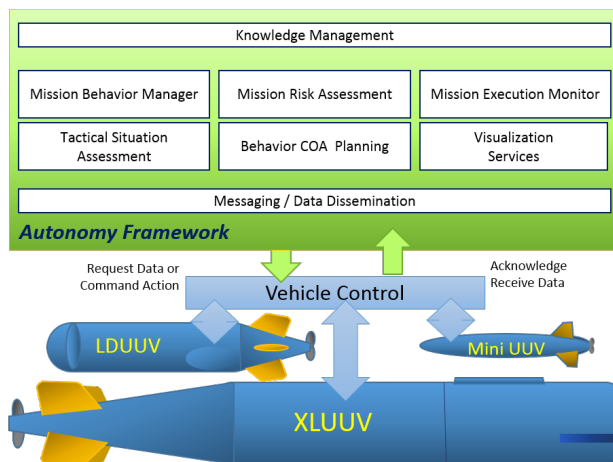 Knowledge Management
Mission Behavior Manager
Mission Risk Assessment
Mission Execution Monitor
Tactical Situation
Assessment
Behavior COA Planning
Visualization
Services
Messaging / Data Dissemination
Autonomy Framework
Request Data or
Command Action
Acknowledge
Receive Data
Vehicle Control
LDUUV
Mini UUV
XLUUV